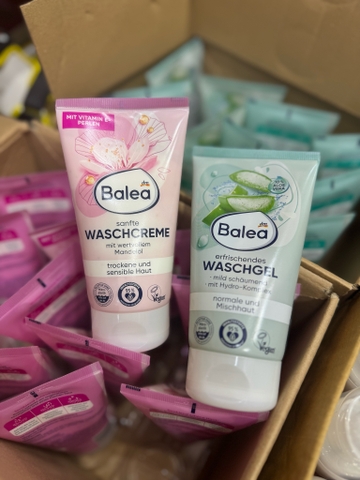 MIT VITAMIN E-
PERLEN
Balea
sanfte
WASCHCREME
mit wertvollem
Mandelöl
trockene und
sensible Haut
Vegan
Balea
erfrischendes
WASCHGEL
mild schäumend
mit Hydro-Komplex
normale und
Mischhaut
Vegan